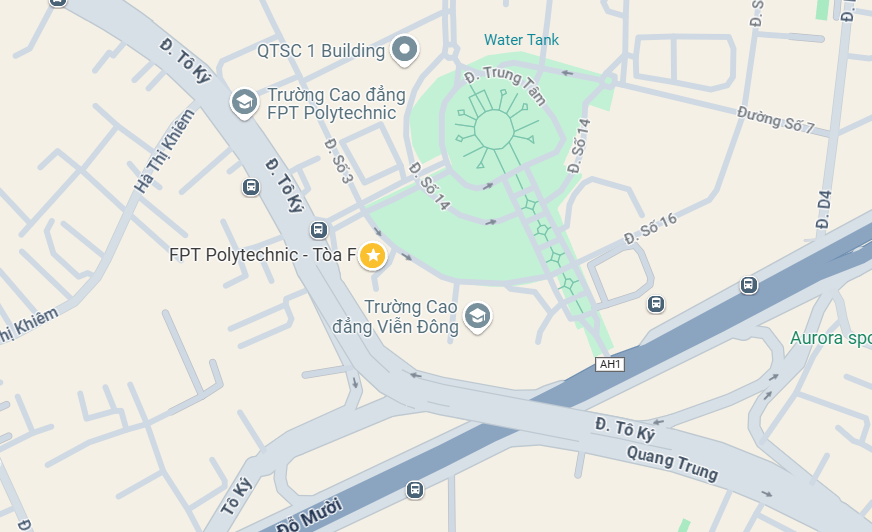 Đ. Tô Ký
QTSC 1 Building
Water Tank
Đ. Trung Tâm
Trường Cao đẳng
FPT Polytechnic
Hà Thị Khiêm
Đ. Số 3
Đ. Số 14
Đường Số 7
Đ. Tô Ký
Đ. Số 14
Đ. D4
Đ. Số 16
FPT Polytechnic - Tòa F
Trường Cao
đẳng Viễn Đông
Thị Khiêm
AH1
Aurora spo
Đ. Tô Ký
Quang Trung
Tô Ký
Đỗ Mười